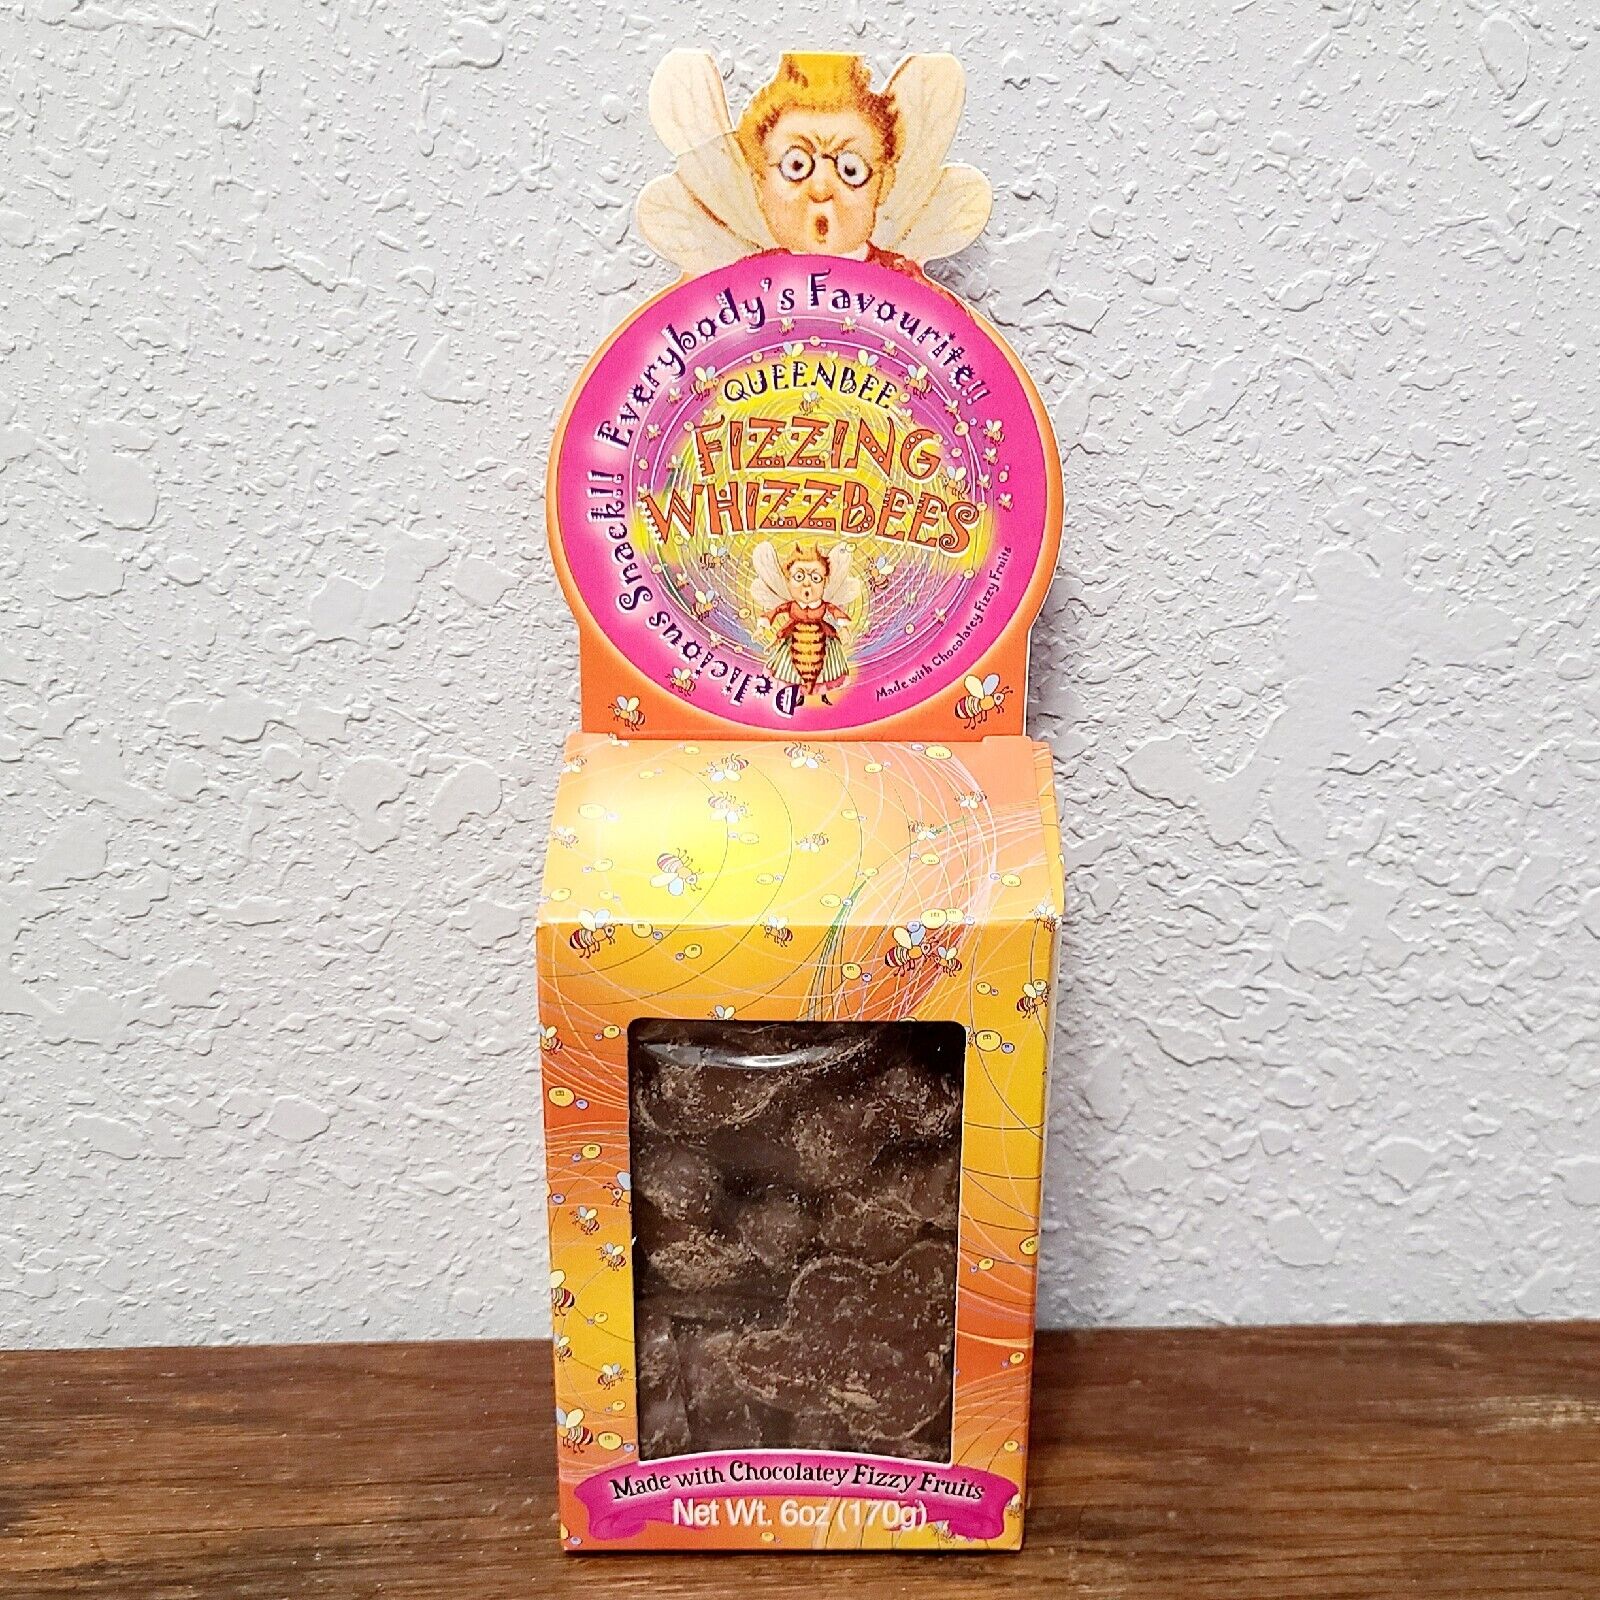 Delicious Snack!! Everybody's Favourite!!
QUEENBEE
FIZZING
WHIZZBEES
Made with Chocolatey Fizzy Fruits
Made with Chocolatey Fizzy Fruits
Net Wt. 6oz (170g)